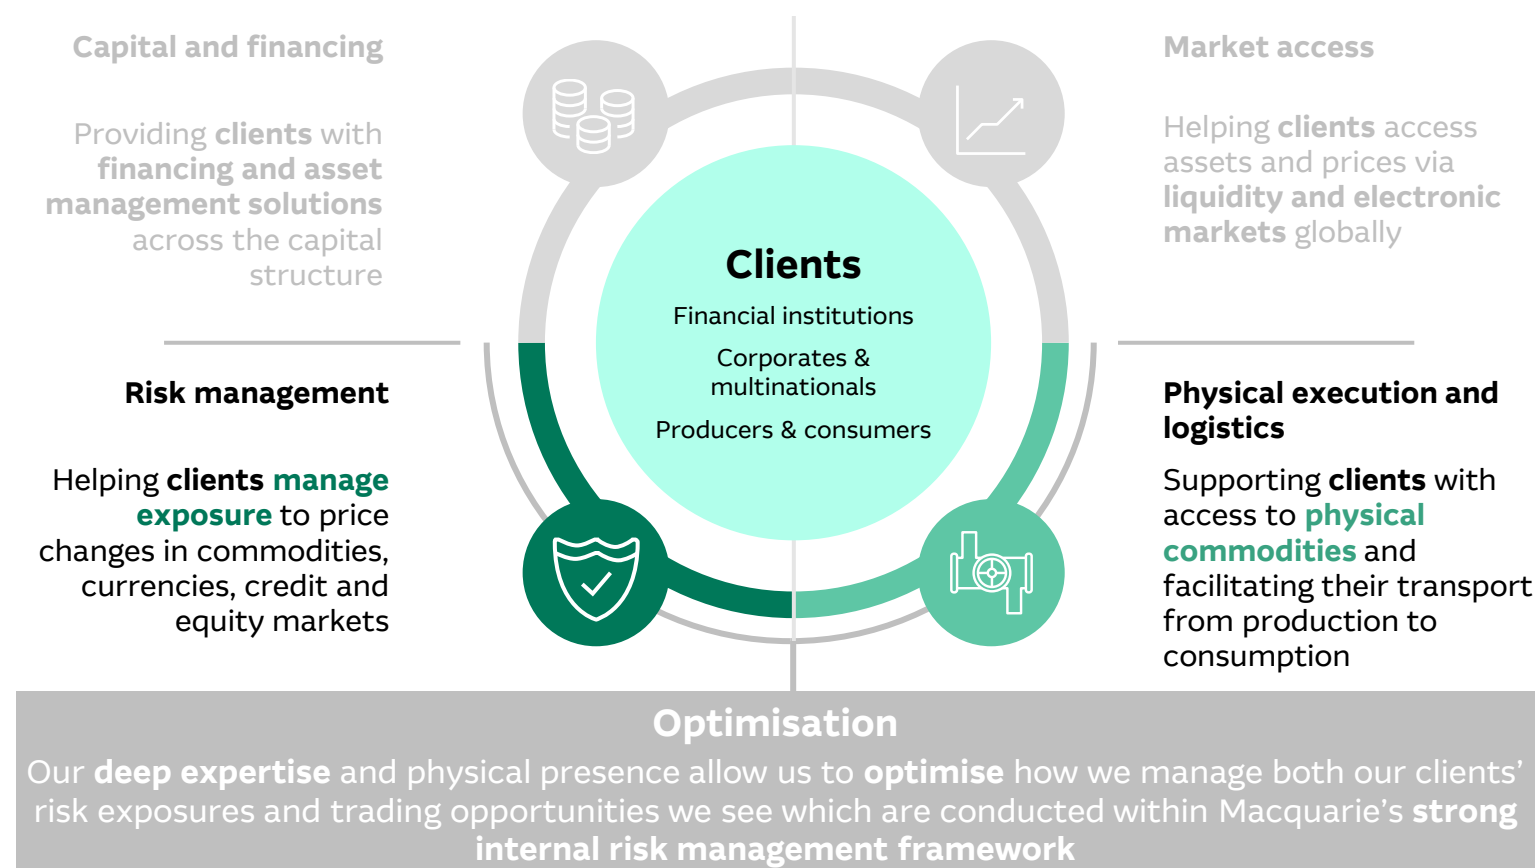 Capital and financing
Providing clients with
financing and asset
management solutions
across the capital
structure
Market access
Helping clients access
assets and prices via
liquidity and electronic
markets globally
Clients
Financial institutions
Corporates &
multinationals
Producers & consumers
Risk management
Helping clients manage
exposure to price
changes in commodities,
currencies, credit and
equity markets
Physical execution and
logistics
Supporting clients with
access to physical
commodities and
facilitating their transport
from production to
consumption
Optimisation
Our deep expertise and physical presence allow us to optimise how we manage both our clients’
risk exposures and trading opportunities we see which are conducted within Macquarie’s strong
internal risk management framework